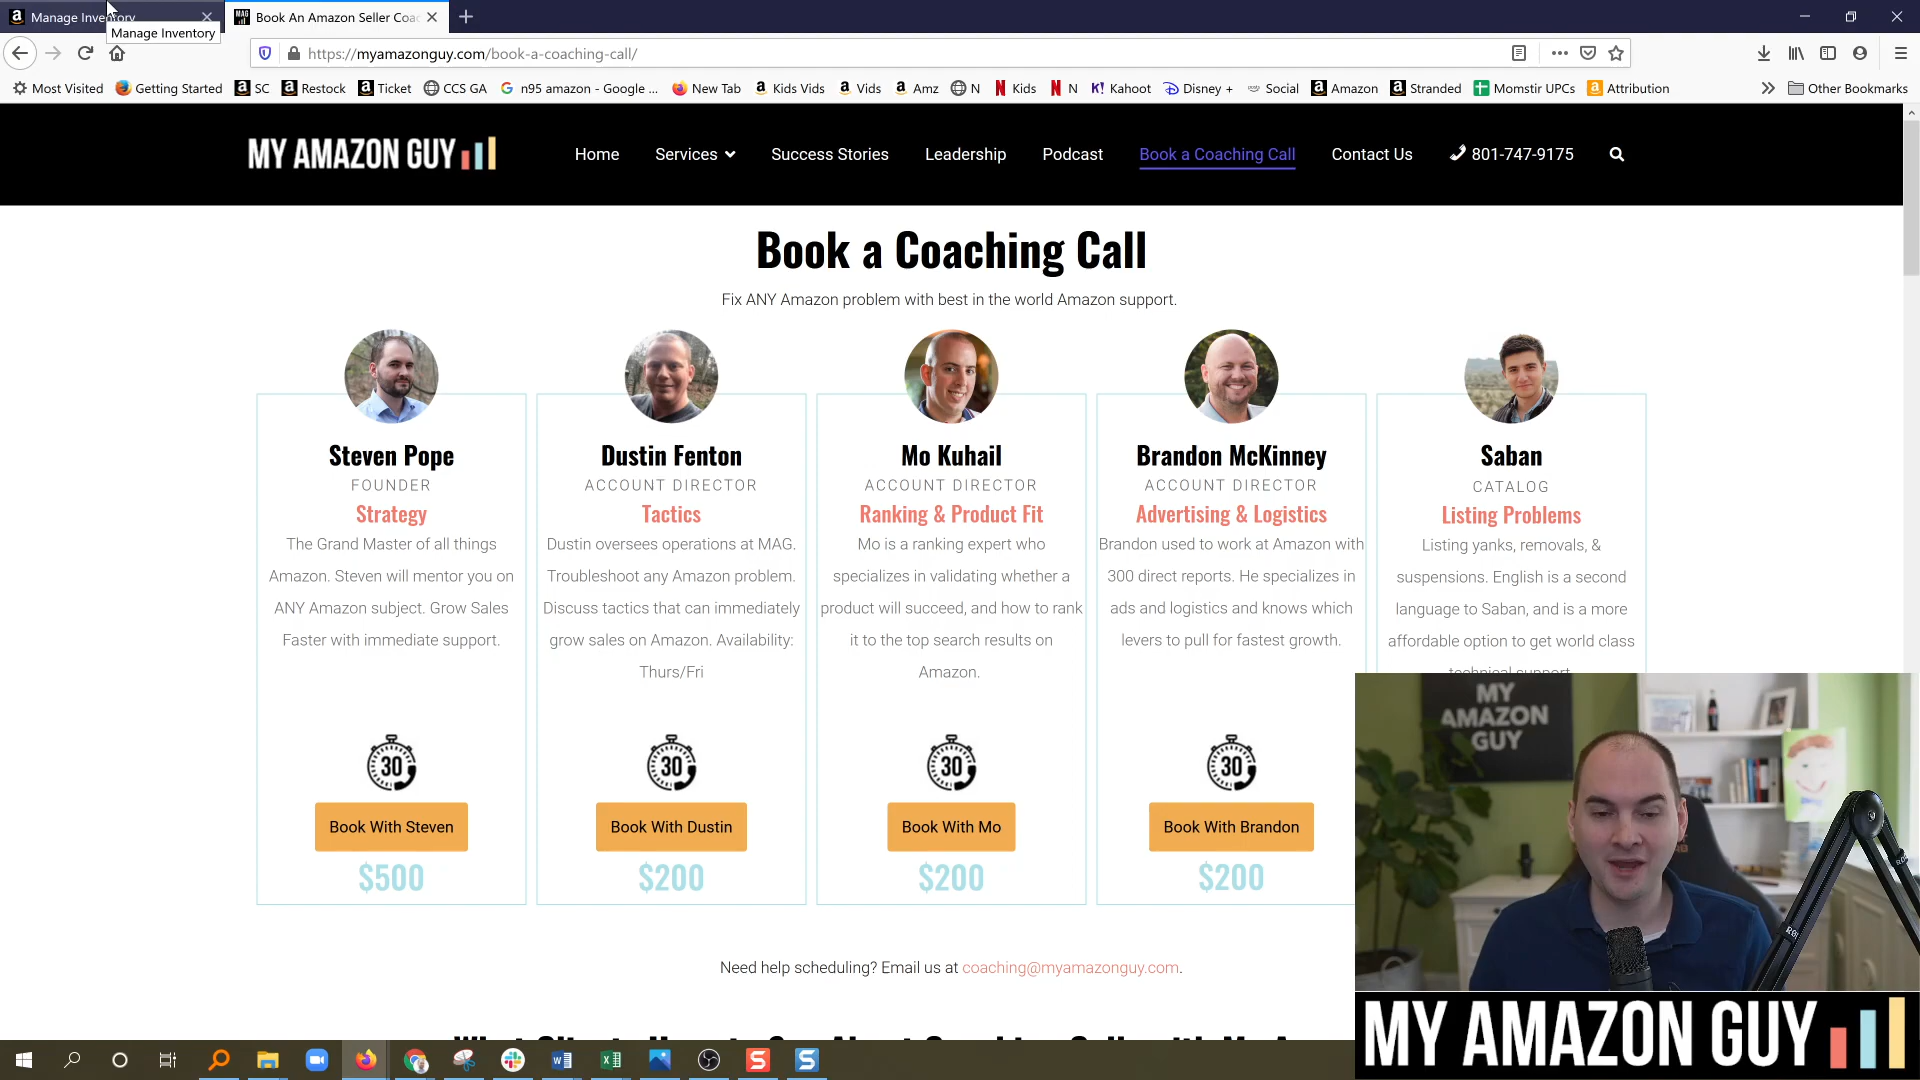 Manage Inventory
Book An Amazon Seller Coac
Manage Inventory
https://myamazonguy.com/book-a-coaching-call/
Most Visited Getting Started SC Restock Ticket CCS GA n95 amazon - Google ... New Tab Kids Vids Vids Amz N Kids N Kahoot Disney + Social Amazon Stranded Momstir UPCs Attribution Other Bookmarks
MY AMAZON GUY Home Services Success Stories Leadership Podcast Book a Coaching Call Contact Us 801-747-9175
Book a Coaching Call
Fix ANY Amazon problem with best in the world Amazon support.
Steven Pope
FOUNDER
Strategy
The Grand Master of all things
Amazon. Steven will mentor you on
ANY Amazon subject. Grow Sales
Faster with immediate support.
30
Book With Steven
$500
Dustin Fenton
ACCOUNT DIRECTOR
Tactics
Dustin oversees operations at MAG.
Troubleshoot any Amazon problem.
Discuss tactics that can immediately
grow sales on Amazon. Availability:
Thurs/Fri
30
Book With Dustin
$200
Mo Kuhail
ACCOUNT DIRECTOR
Ranking & Product Fit
Mo is a ranking expert who
specializes in validating whether a
product will succeed, and how to rank
it to the top search results on
Amazon.
30
Book With Mo
$200
Brandon McKinney
ACCOUNT DIRECTOR
Advertising & Logistics
Brandon used to work at Amazon with
300 direct reports. He specializes in
ads and logistics and knows which
levers to pull for fastest growth.
30
Book With Brandon
$200
Saban
CATALOG
Listing Problems
Listing yanks, removals, &
suspensions. English is a second
language to Saban, and is a more
affordable option to get world class
technical support.
Need help scheduling? Email us at coaching@myamazonguy.com.
MY
AMAZON
GUY
MY AMAZON GUY